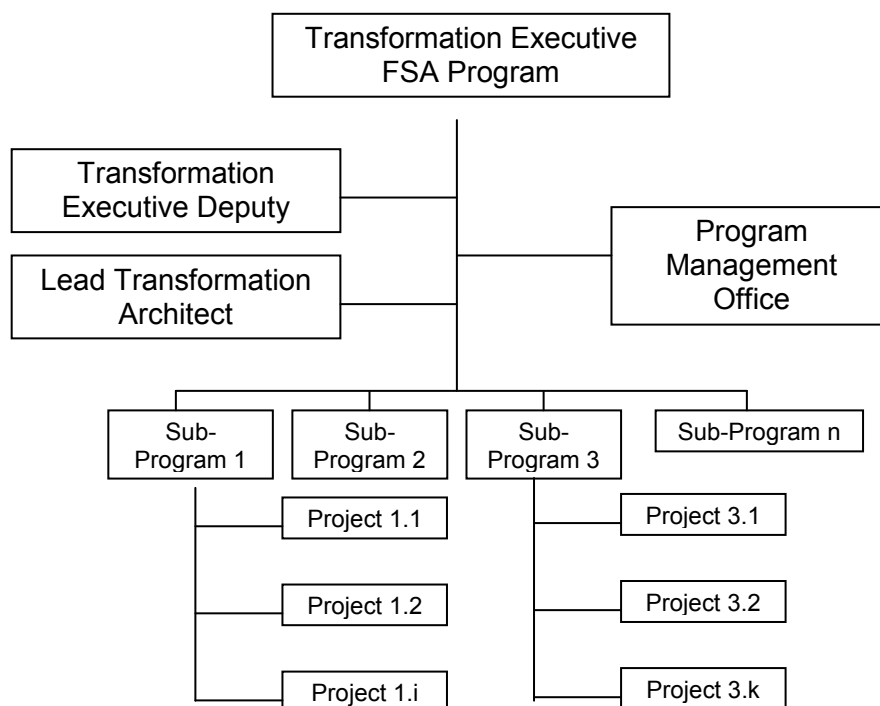 Transformation Executive
FSA Program
Transformation
Executive Deputy
Program
Management
Office
Lead Transformation
Architect
Sub-
Program 1
Sub-
Program 2
Sub-
Program 3
Sub-Program n
Project 1.1
Project 3.1
Project 1.2
Project 3.2
Project 1.i
Project 3.k